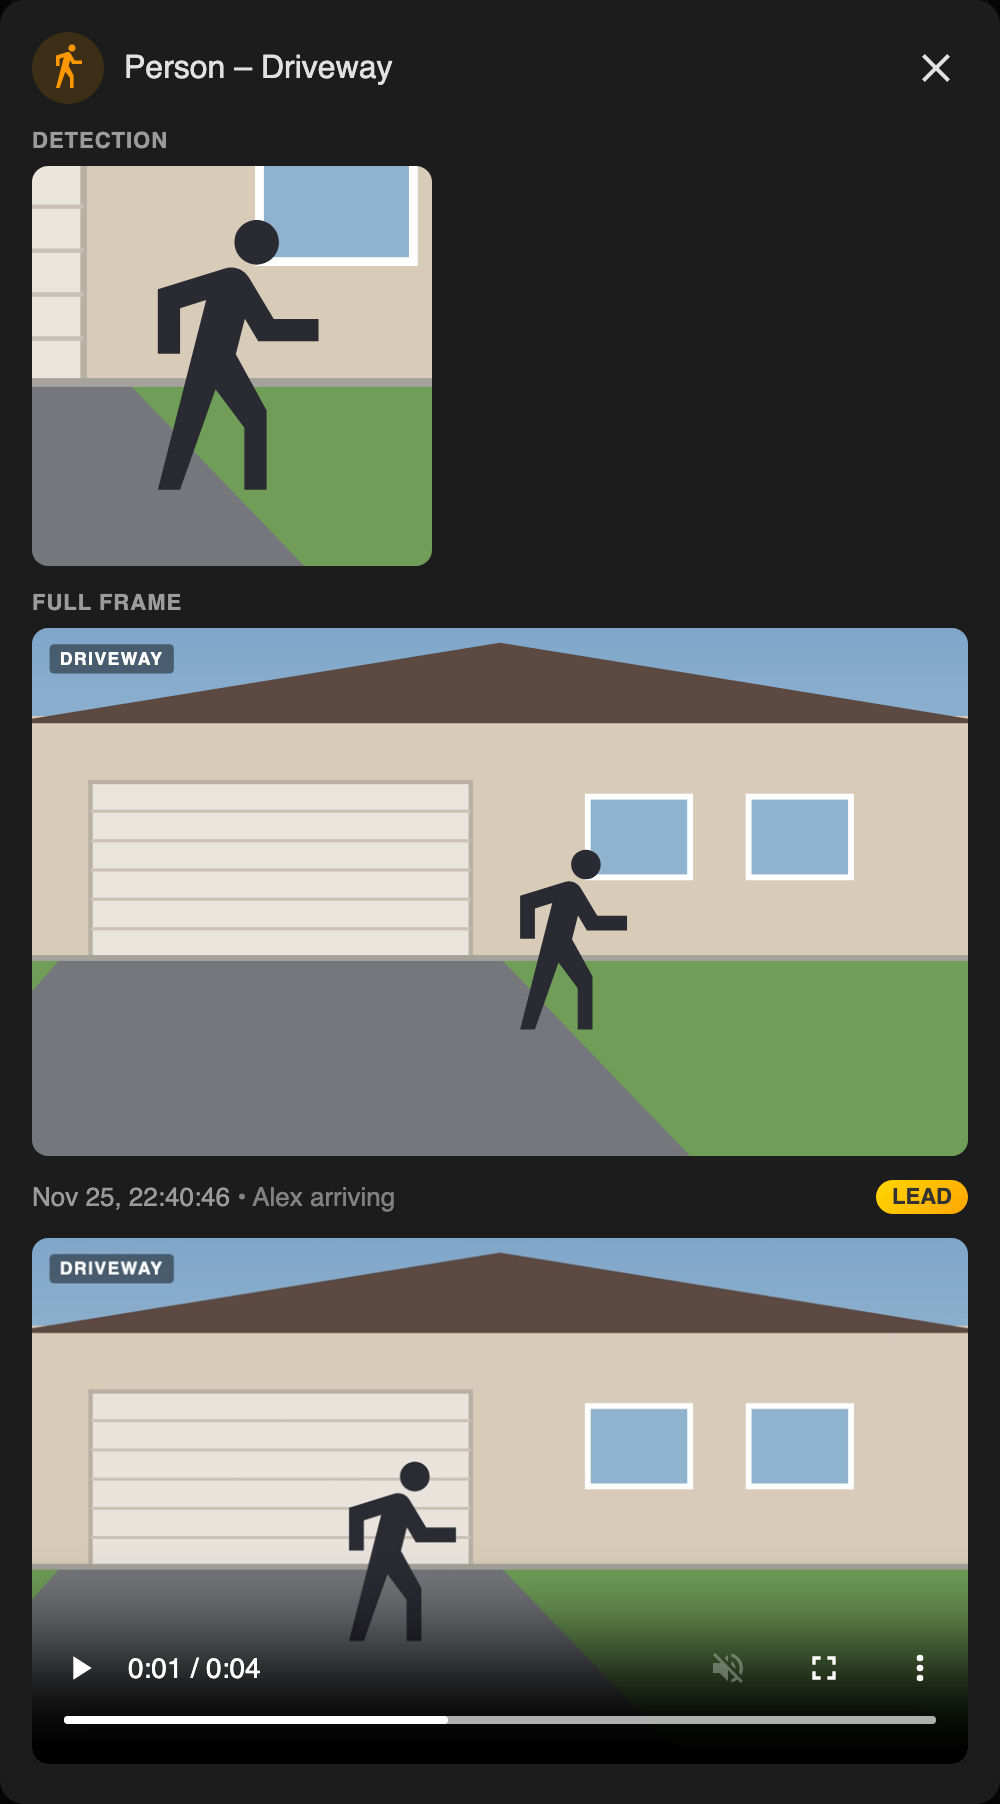 Person – Driveway
DETECTION
FULL FRAME
DRIVEWAY
Nov 25, 22:40:46 • Alex arriving
LEAD
DRIVEWAY
0:01 / 0:04